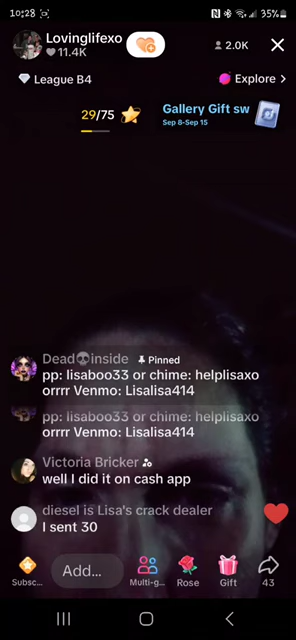 10:28
35%
Lovinglifexo
11.4K
2.0K
League B4
Explore
29/75
Gallery Gift sw
Sep 8-Sep 15
Dead💀inside Pinned
pp: lisaboo33 or chime: helplisaxo
orrrr Venmo: Lisalisa414
pp: lisaboo33 or chime: helplisaxo
orrrr Venmo: Lisalisa414
Victoria Bricker
well I did it on cash app
diesel is Lisa's crack dealer
I sent 30
Subsc...
Add...
Multi-g...
Rose
Gift
43